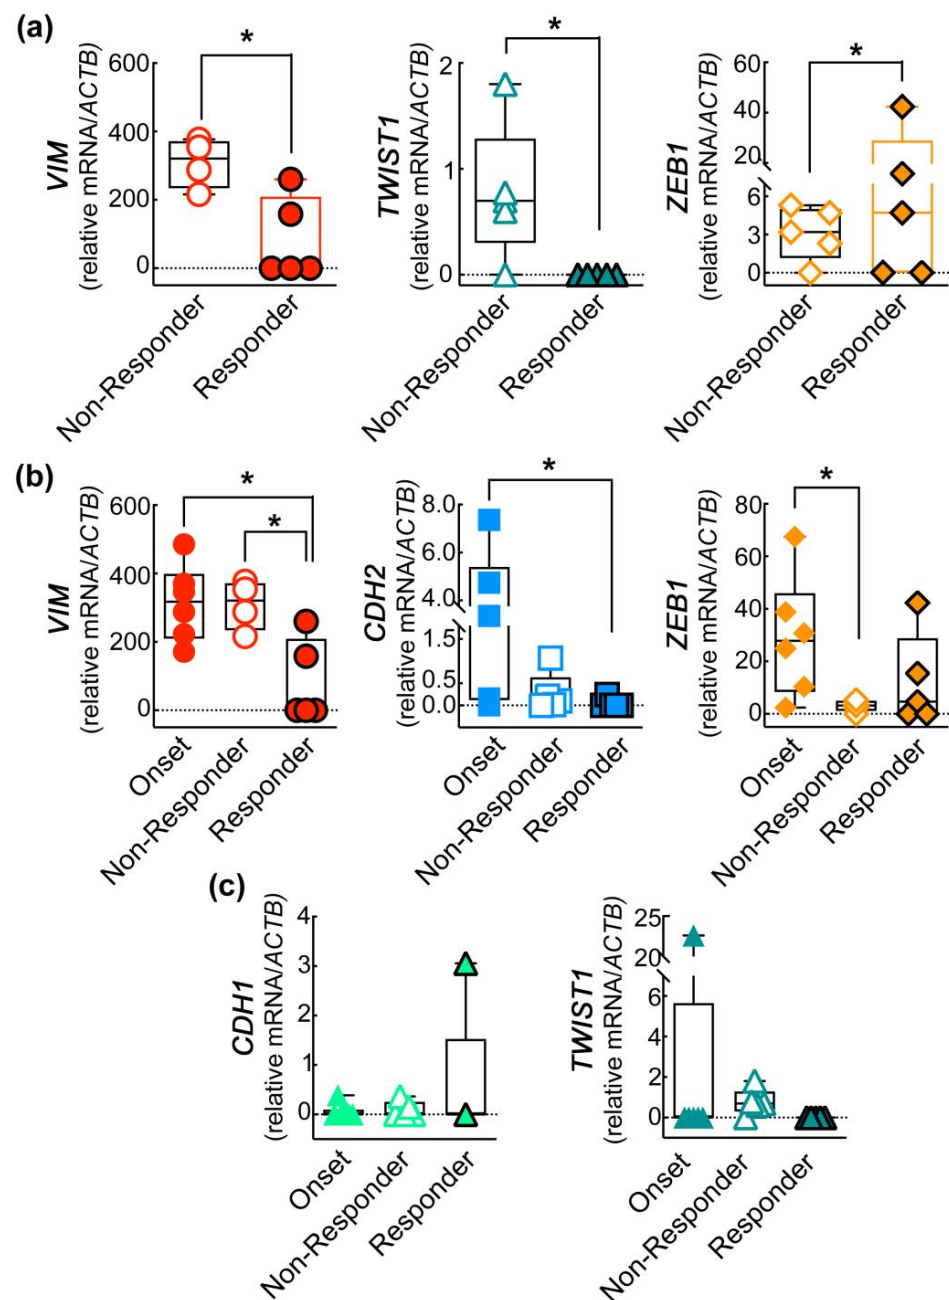 (a)
VIM
(relative mRNA/ACTB)
600
400
200
0
*
Non-Responder
Responder
TWIST1
(relative mRNA/ACTB)
2
1
0
*
Non-Responder
Responder
ZEB1
(relative mRNA/ACTB)
60
40
20
6
3
0
*
Non-Responder
Responder
(b)
VIM
(relative mRNA/ACTB)
600
400
200
0
*
*
Onset
Non-Responder
Responder
CDH2
(relative mRNA/ACTB)
8.0
6.0
4.0
1.5
0.5
0.0
*
Onset
Non-Responder
Responder
ZEB1
(relative mRNA/ACTB)
80
60
40
20
0
*
Onset
Non-Responder
Responder
(c)
CDH1
(relative mRNA/ACTB)
4
3
2
1
0
Onset
Non-Responder
Responder
TWIST1
(relative mRNA/ACTB)
25
20
6
4
2
0
Onset
Non-Responder
Responder